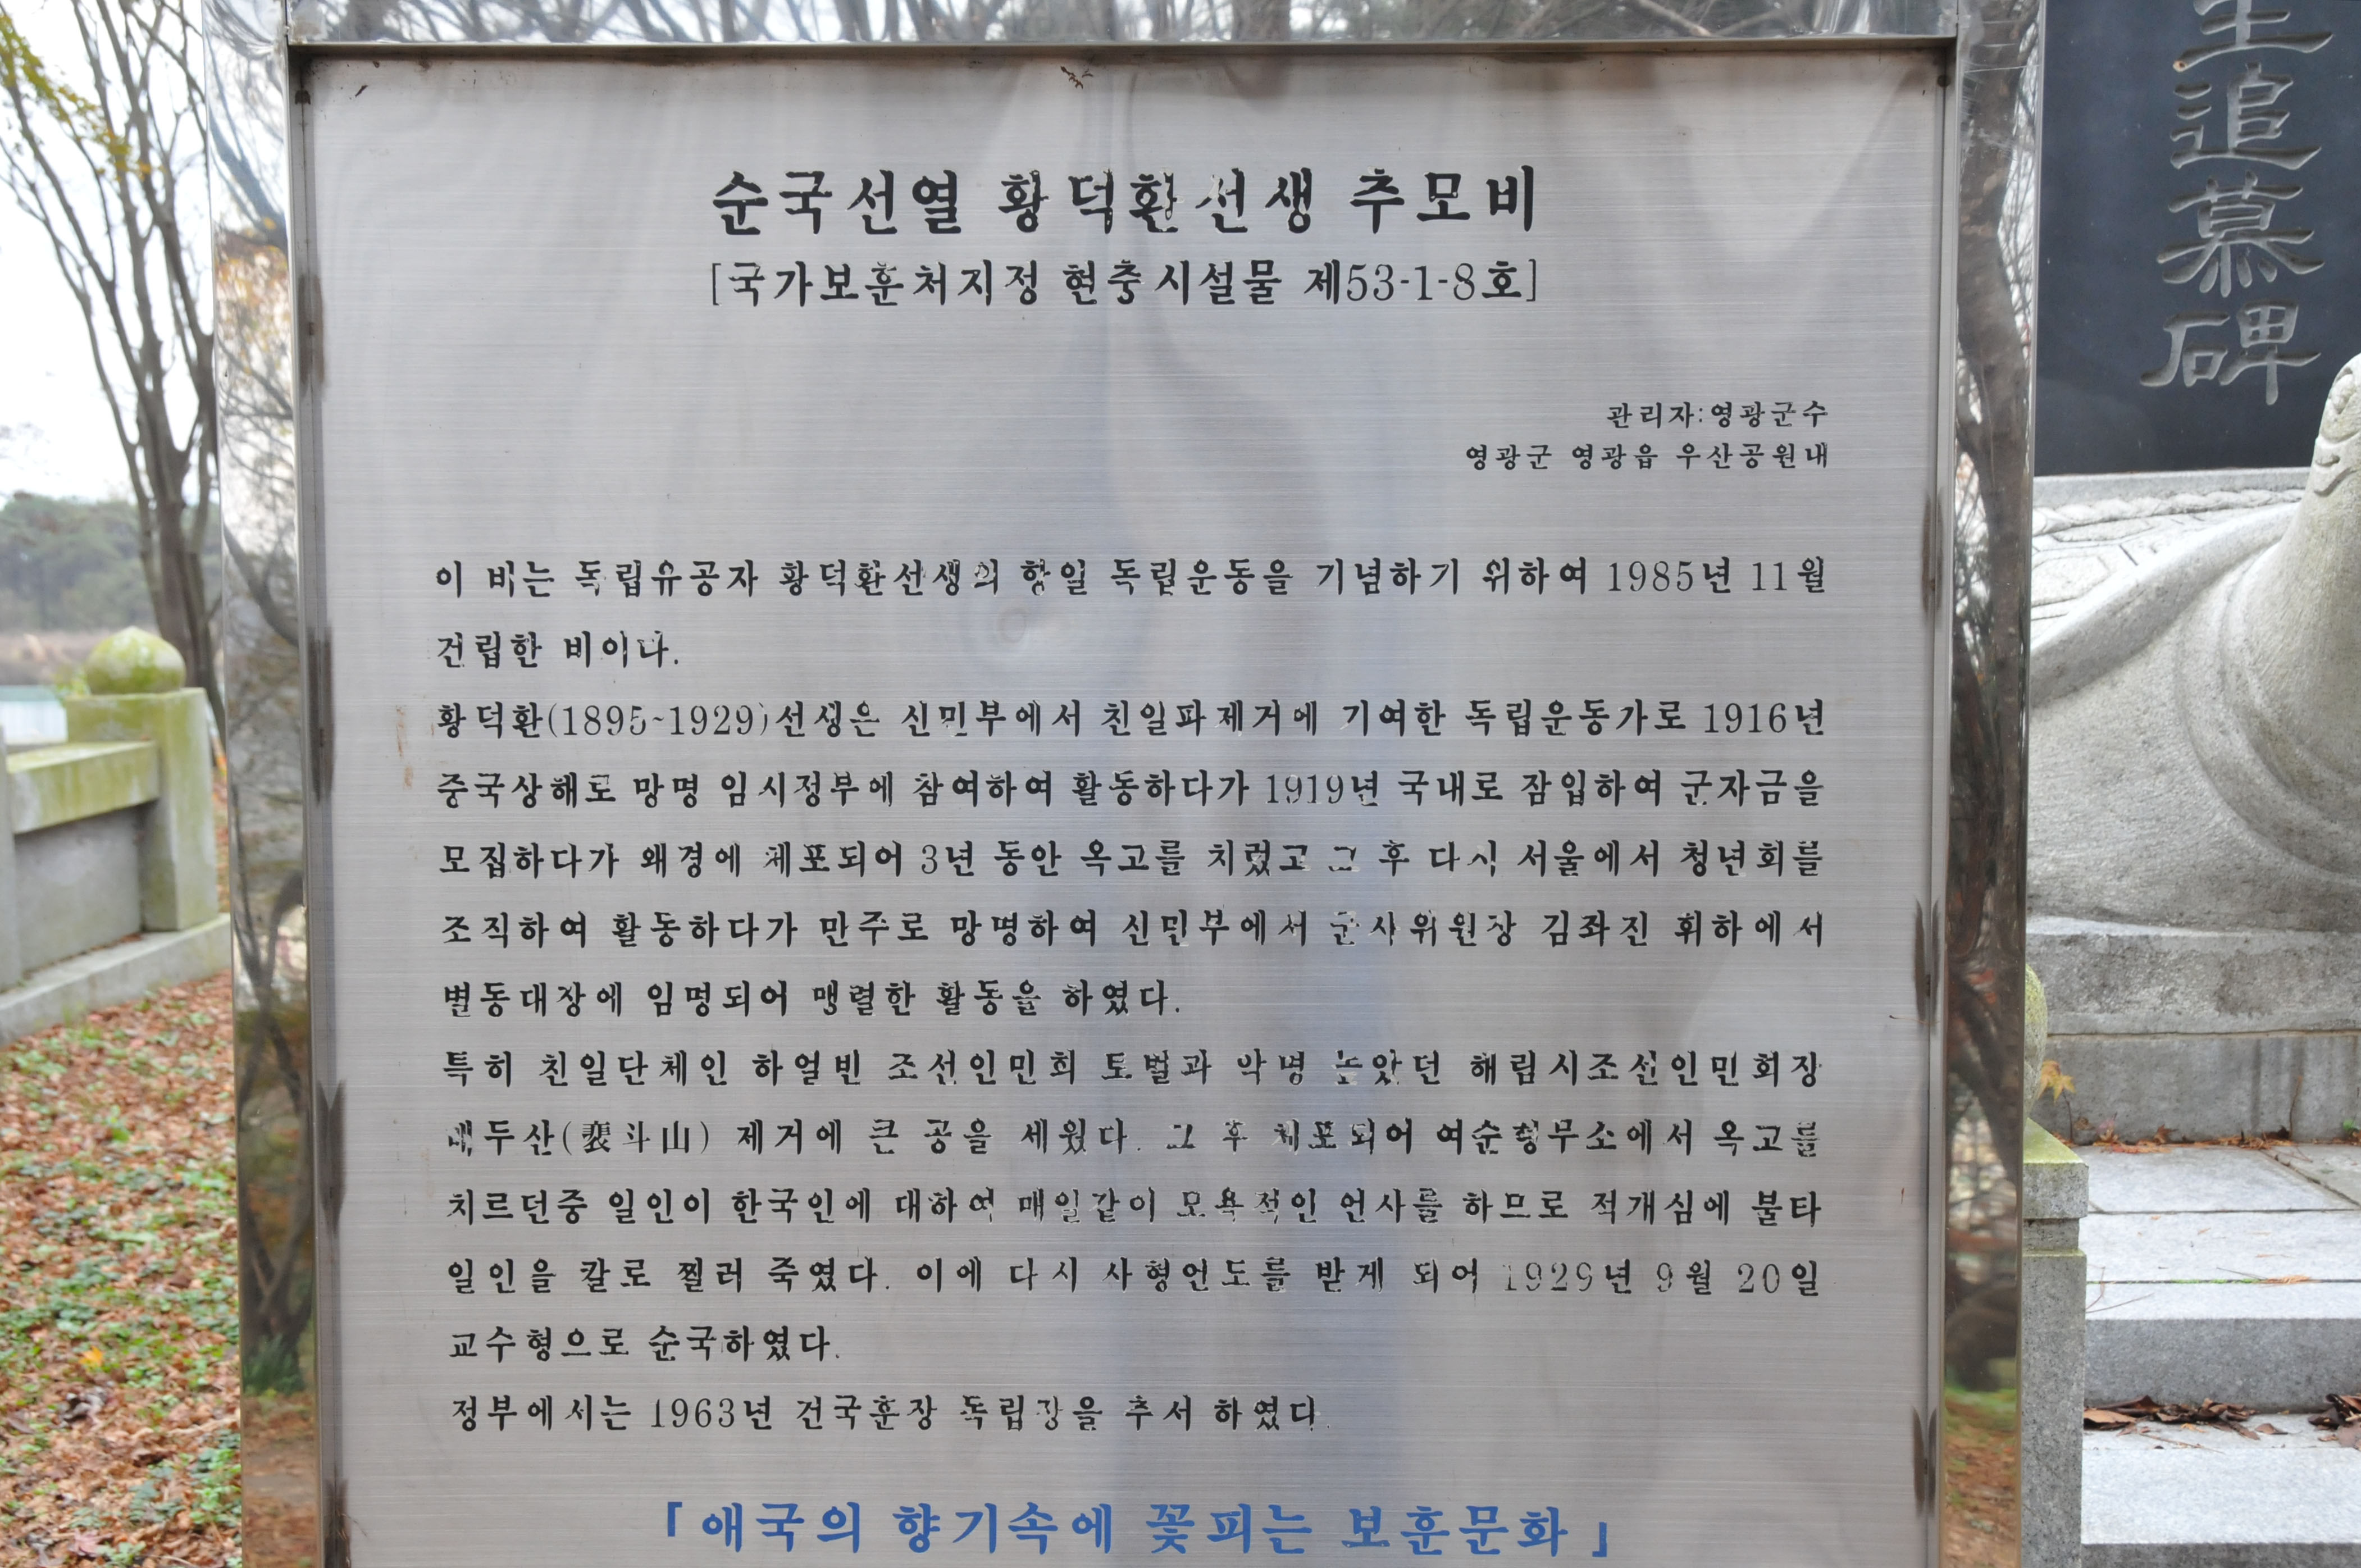 순국선열 황덕환선생 추모비
[국가보훈처지정 현충시설물 제53-1-8호]
관리자:영광군수
영광군 영광읍 우산공원내
이 비는 독립유공자 황덕환선생의 항일 독립운동을 기념하기 위하여 1985년 11월
건립한 비이다.
황덕환(1895~1929)선생은 신민부에서 친일파제거에 기여한 독립운동가로 1916년
중국상해로 망명 임시정부에 참여하여 활동하다가 1919년 국내로 잠입하여 군자금을
모집하다가 왜경에 체포되어 3년 동안 옥고를 치렀고 그 후 다시 서울에서 청년회를
조직하여 활동하다가 만주로 망명하여 신민부에서 군사위원장 김좌진 휘하에서
별동대장에 임명되어 맹렬한 활동을 하였다.
특히 친일단체인 하얼빈 조선인민회 토벌과 악명 높았던 해림시조선인민회장
배두산(裵斗山) 제거에 큰 공을 세웠다. 그 후 체포되어 여순형무소에서 옥고를
치르던중 일인이 한국인에 대하여 매일같이 모욕적인 언사를 하므로 적개심에 불타
일인을 칼로 찔러 죽였다. 이에 다시 사형언도를 받게 되어 1929년 9월 20일
교수형으로 순국하였다.
정부에서는 1963년 건국훈장 독립장을 추서 하였다.
「애국의 향기속에 꽃피는 보훈문화」
追慕碑